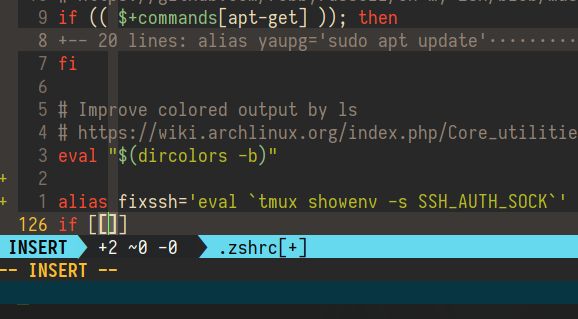 9 if (( $+commands[apt-get] )); then
8 +-- 20 lines: alias yaupg='sudo apt update'·········
7 fi
6
5 # Improve colored output by ls
4 # https://wiki.archlinux.org/index.php/Core_utilitie
3 eval "$(dircolors -b)"
+ 2
+ 1 alias fixssh='eval `tmux showenv -s SSH_AUTH_SOCK`'
126 if [[]]
INSERT +2 ~0 -0 .zshrc[+]
-- INSERT --